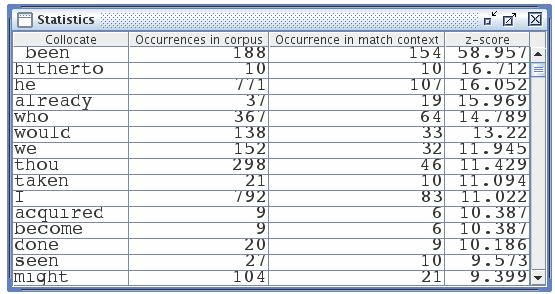 Statistics
Collocate Occurrences in corpus Occurrence in match context z-score
been 188 154 58.957
hitherto 10 10 16.712
he 771 107 16.052
already 37 19 15.969
who 367 64 14.789
would 138 33 13.22
we 152 32 11.945
thou 298 46 11.429
taken 21 10 11.094
I 792 83 11.022
acquired 9 6 10.387
become 9 6 10.387
done 20 9 10.186
seen 27 10 9.573
might 104 21 9.399